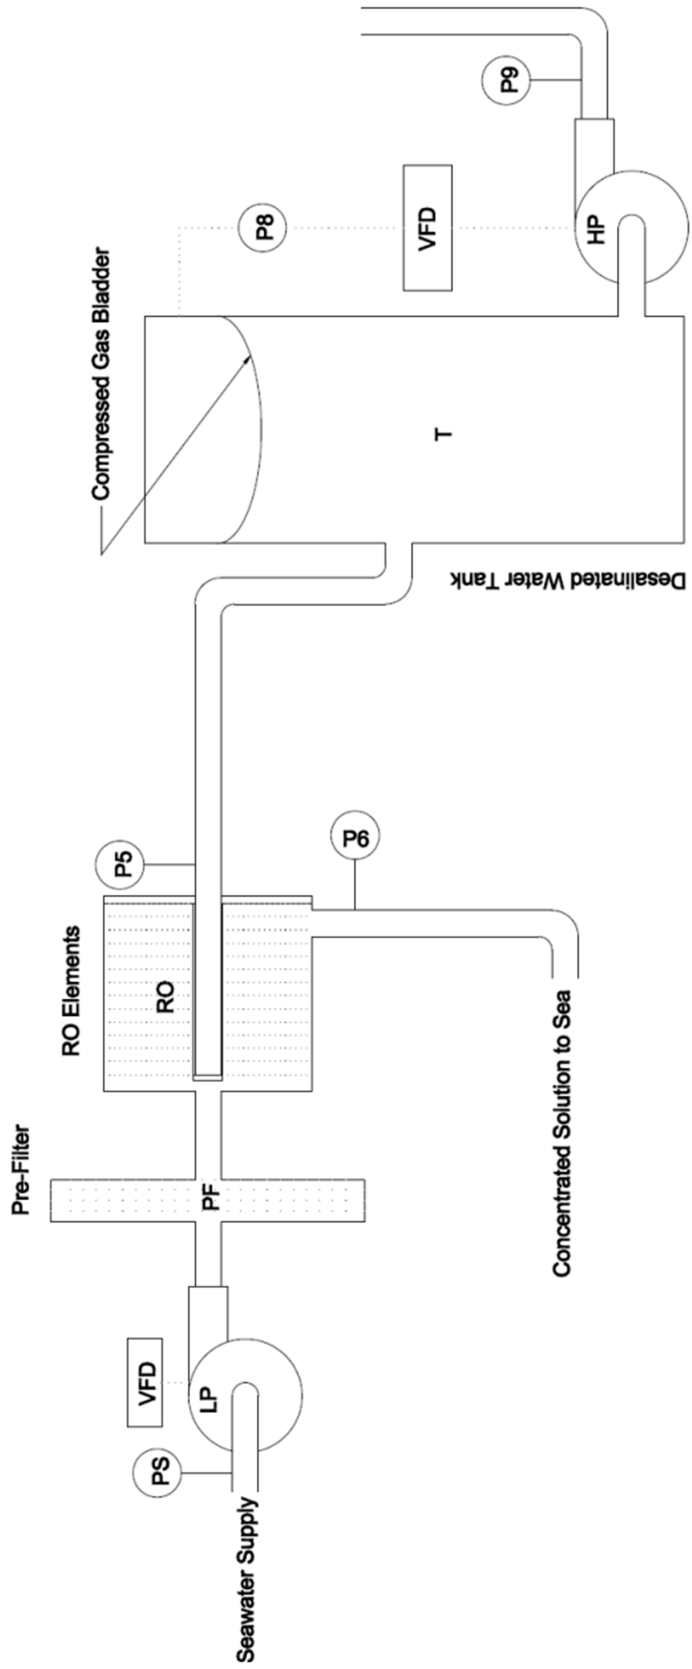 Seawater Supply
PS
LP
VFD
Pre-Filter
PF
RO Elements
RO
P5
P6
Concentrated Solution to Sea
Compressed Gas Bladder
T
Desalinated Water Tank
P8
VFD
HP
P9